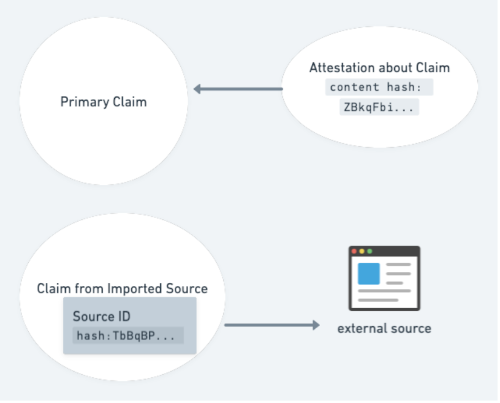 Primary Claim
Attestation about Claim
content hash:
ZBkqFbi...
Claim from Imported Source
Source ID
hash:TbBqBP...
external source